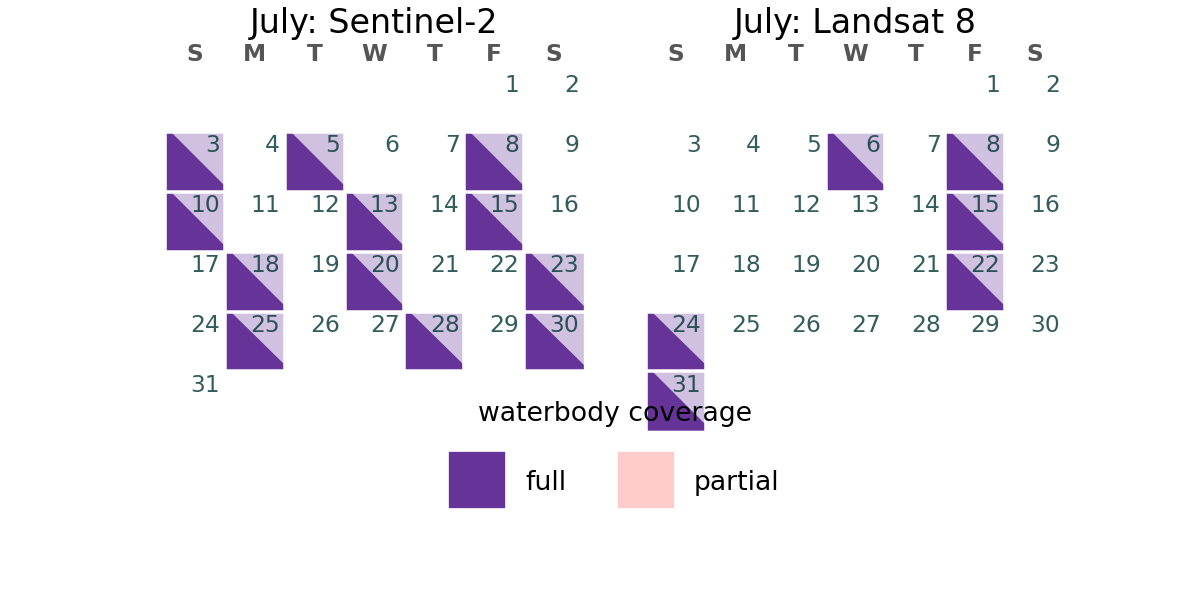 July: Sentinel-2
S M T W T F S
1 2
3 4 5 6 7 8 9
10 11 12 13 14 15 16
17 18 19 20 21 22 23
24 25 26 27 28 29 30
31
July: Landsat 8
S M T W T F S
1 2
3 4 5 6 7 8 9
10 11 12 13 14 15 16
17 18 19 20 21 22 23
24 25 26 27 28 29 30
31
waterbody coverage
full partial